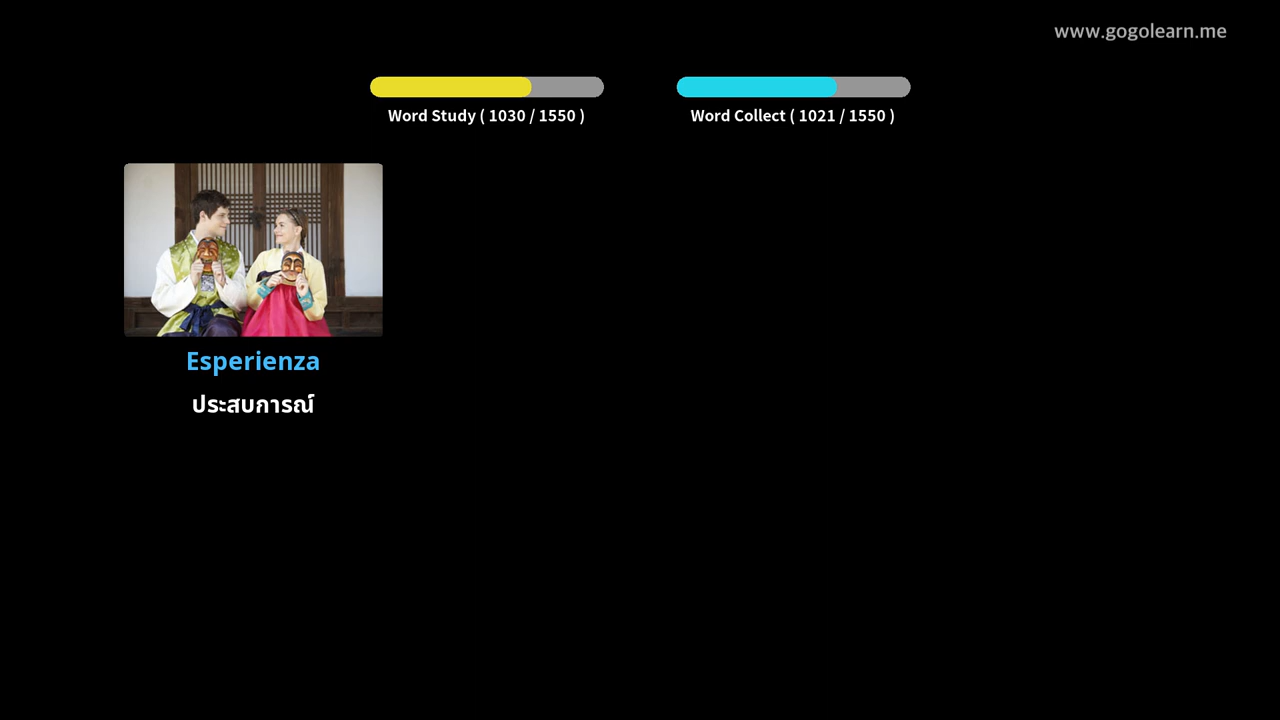 www.gogolearn.me
Word Study ( 1030 / 1550 )
Word Collect ( 1021 / 1550 )
Esperienza
ประสบการณ์